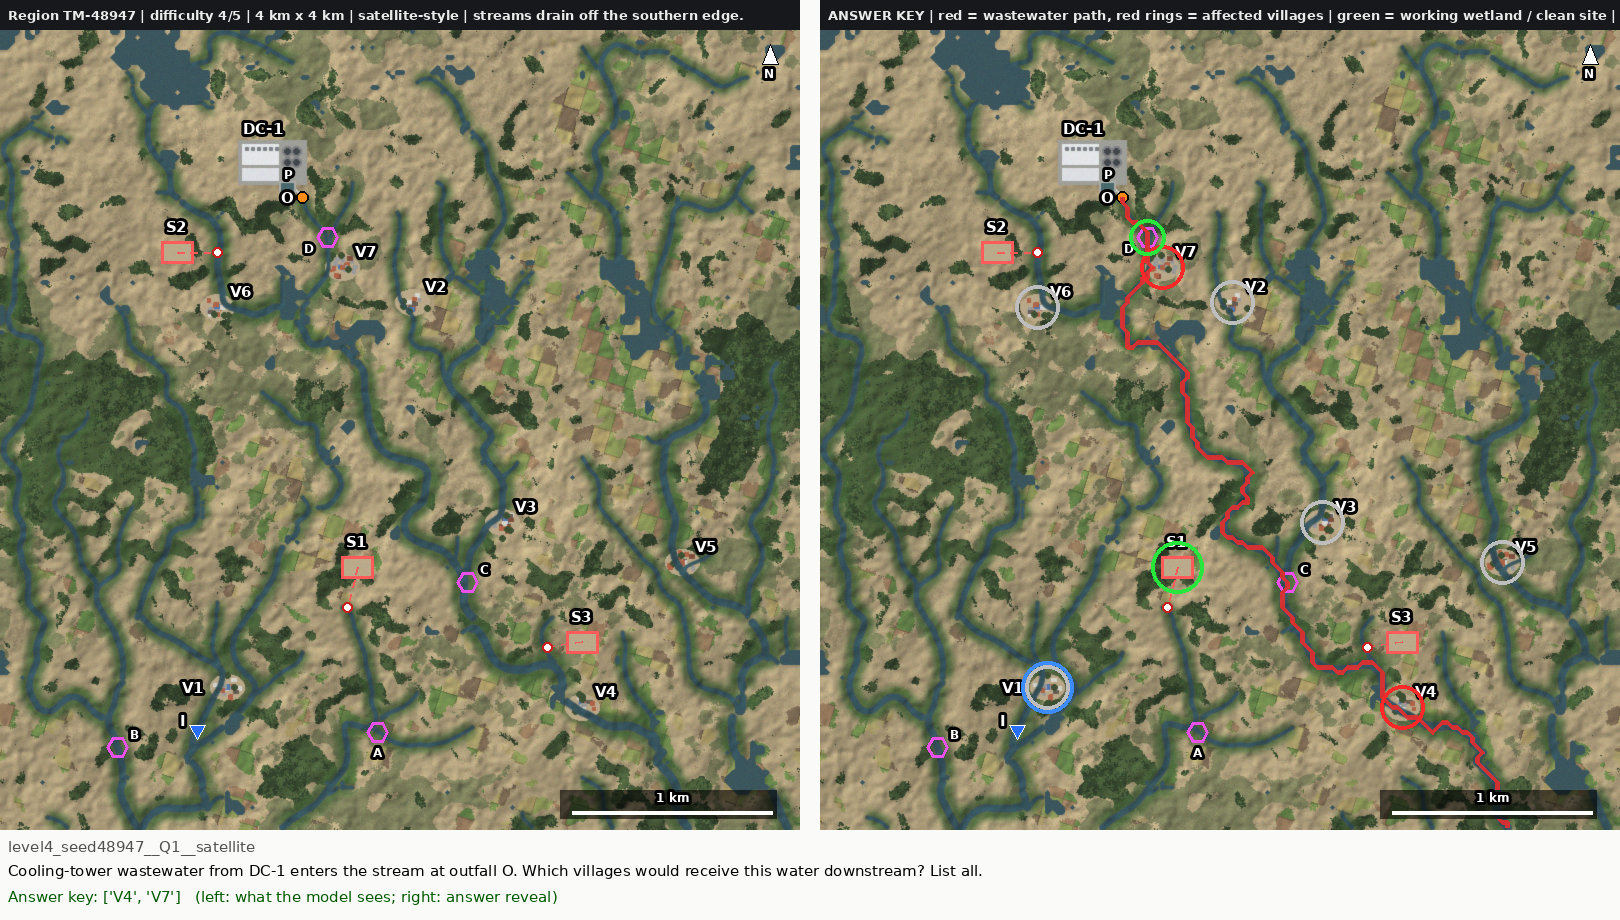 Region TM-48947 | difficulty 4/5 | 4 km x 4 km | satellite-style | streams drain off the southern edge.
N
DC-1
P
O
S2
D
V7
V6
V2
V3
S1
V5
C
S3
V1
V4
I
B
A
1 km
ANSWER KEY | red = wastewater path, red rings = affected villages | green = working wetland / clean site |
N
DC-1
P
O
S2
D
V7
V6
V2
V3
S1
V5
C
S3
V1
V4
I
B
A
1 km
level4_seed48947__Q1__satellite
Cooling-tower wastewater from DC-1 enters the stream at outfall O. Which villages would receive this water downstream? List all.
Answer key: ['V4', 'V7']   (left: what the model sees; right: answer reveal)